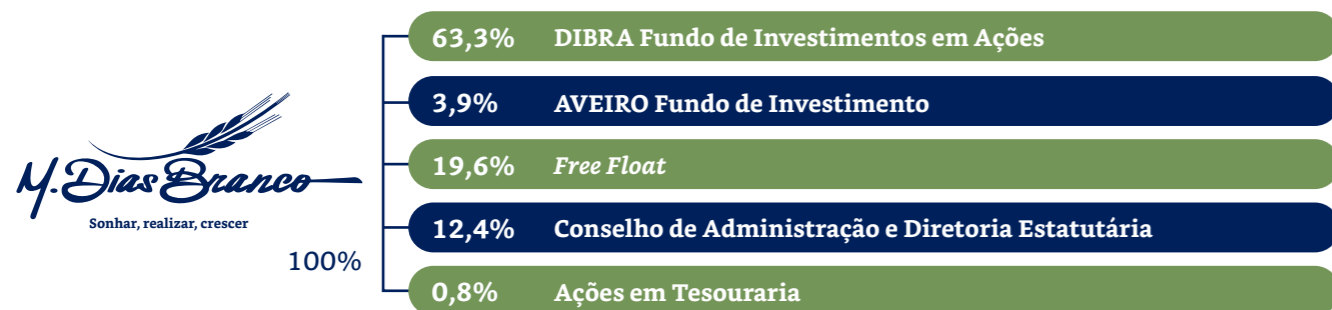 63,3% DIBRA Fundo de Investimentos em Ações
3,9% AVEIRO Fundo de Investimento
19,6% Free Float
M.Dias Branco
12,4% Conselho de Administração e Diretoria Estatutária
Sonhar, realizar, crescer
100%
0,8% Ações em Tesouraria